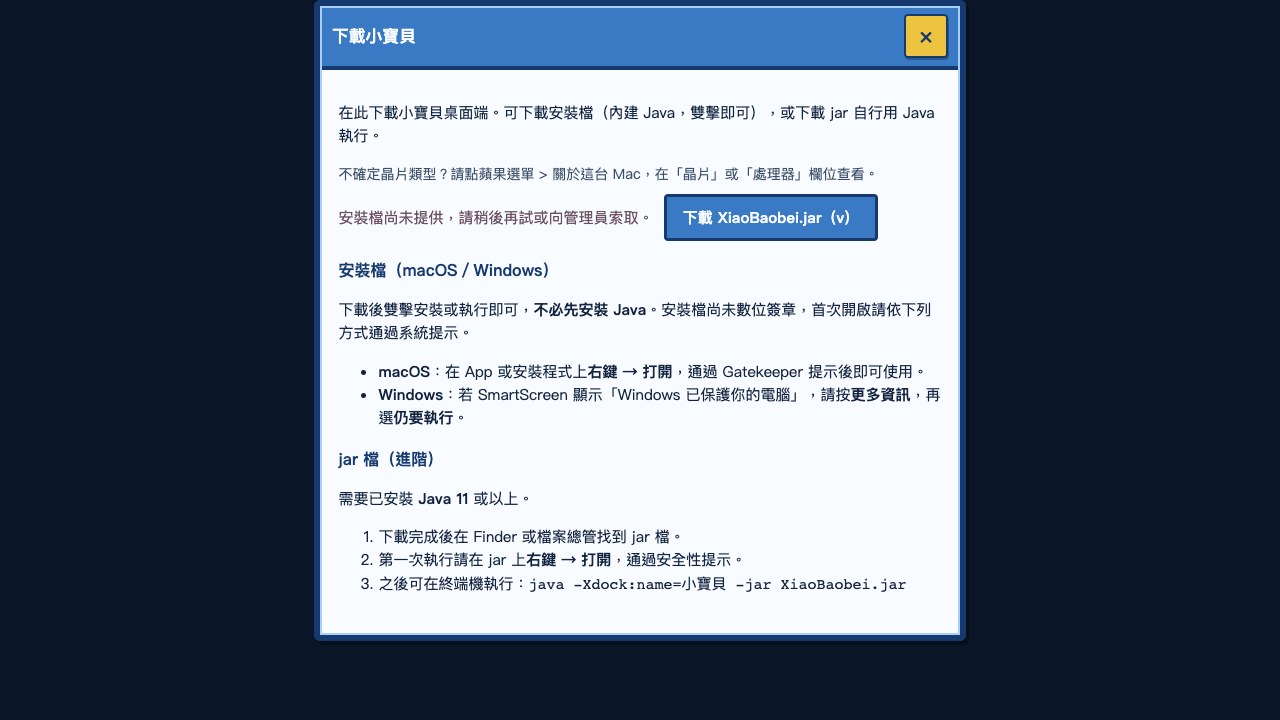 下載小寶貝
×
在此下載小寶貝桌面端。可下載安裝檔（內建 Java，雙擊即可），或下載 jar 自行用 Java
執行。
不確定晶片類型？請點蘋果選單 > 關於這台 Mac，在「晶片」或「處理器」欄位查看。
安裝檔尚未提供，請稍後再試或向管理員索取。 下載 XiaoBaobei.jar（v）
安裝檔（macOS / Windows）
下載後雙擊安裝或執行即可，不必先安裝 Java。安裝檔尚未數位簽章，首次開啟請依下列
方式通過系統提示。
• macOS：在 App 或安裝程式上右鍵 → 打開，通過 Gatekeeper 提示後即可使用。
• Windows：若 SmartScreen 顯示「Windows 已保護你的電腦」，請按更多資訊，再
選仍要執行。
jar 檔（進階）
需要已安裝 Java 11 或以上。
1. 下載完成後在 Finder 或檔案總管找到 jar 檔。
2. 第一次執行請在 jar 上右鍵 → 打開，通過安全性提示。
3. 之後可在終端機執行：java -Xdock:name=小寶貝 -jar XiaoBaobei.jar